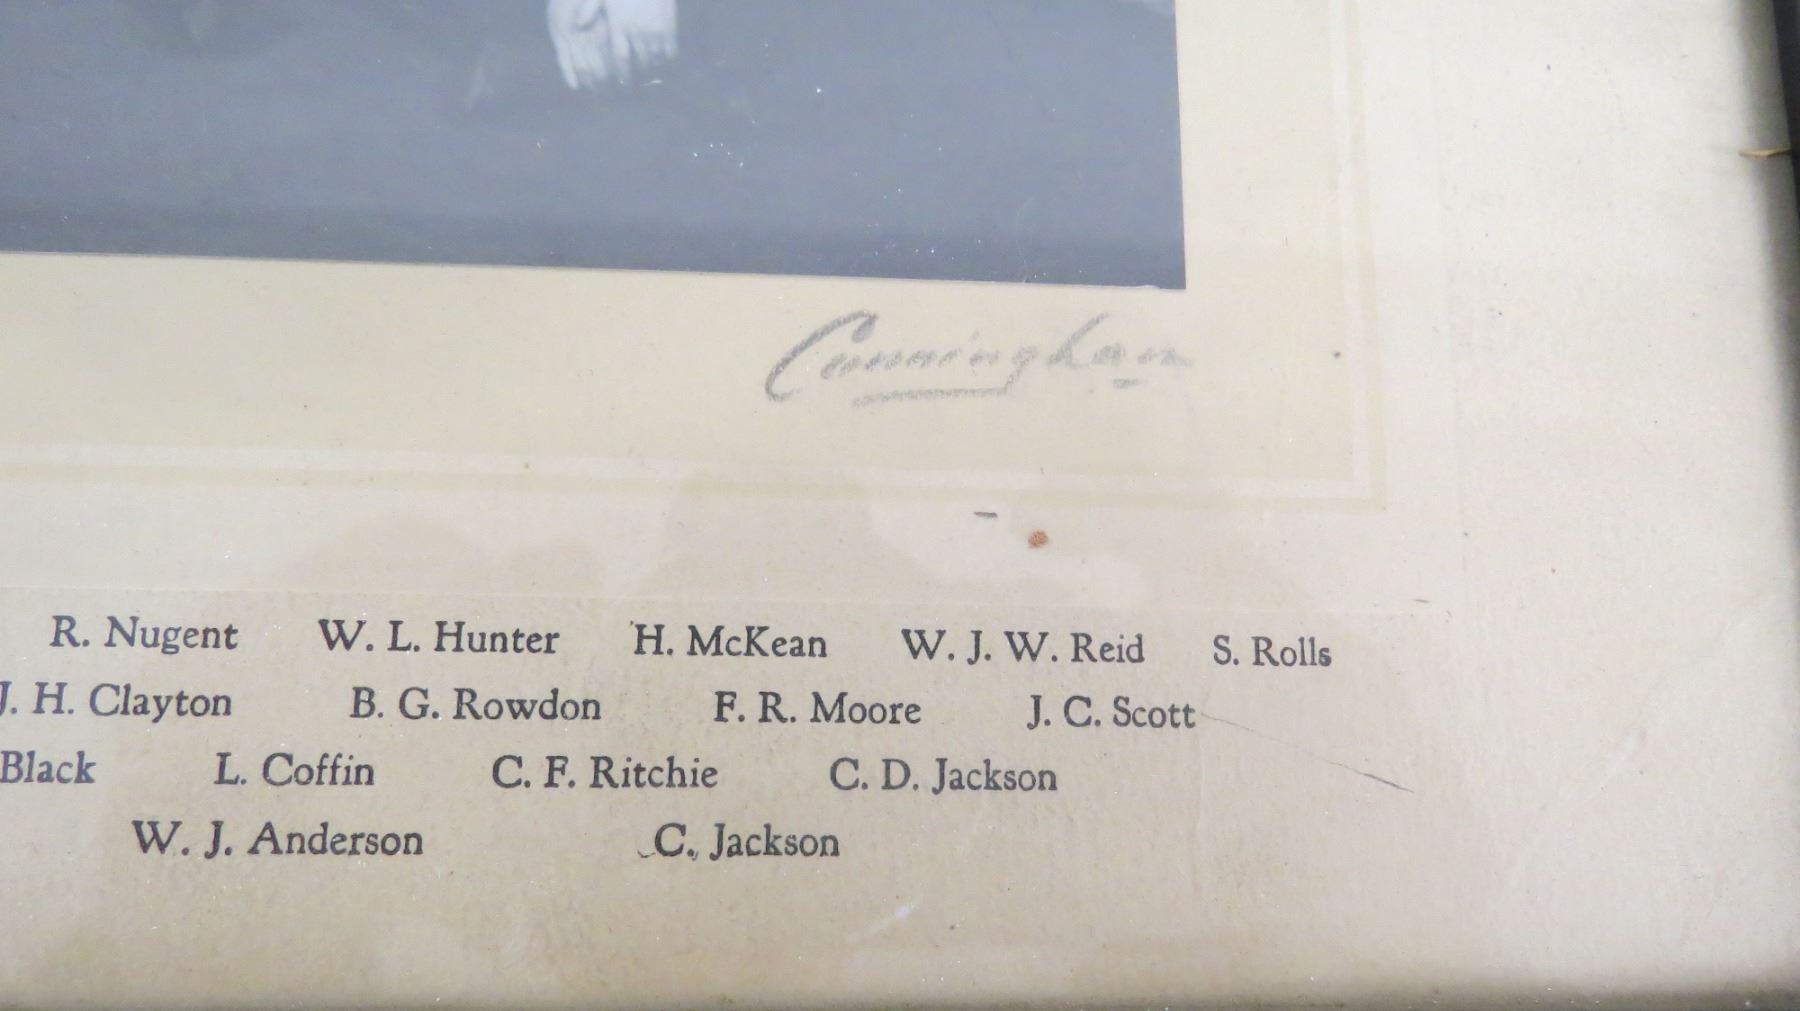 Cunningham
R. Nugent W. L. Hunter H. McKean W. J. W. Reid S. Rolls
J. H. Clayton B. G. Rowdon F. R. Moore J. C. Scott
Black L. Coffin C. F. Ritchie C. D. Jackson
W. J. Anderson C. Jackson